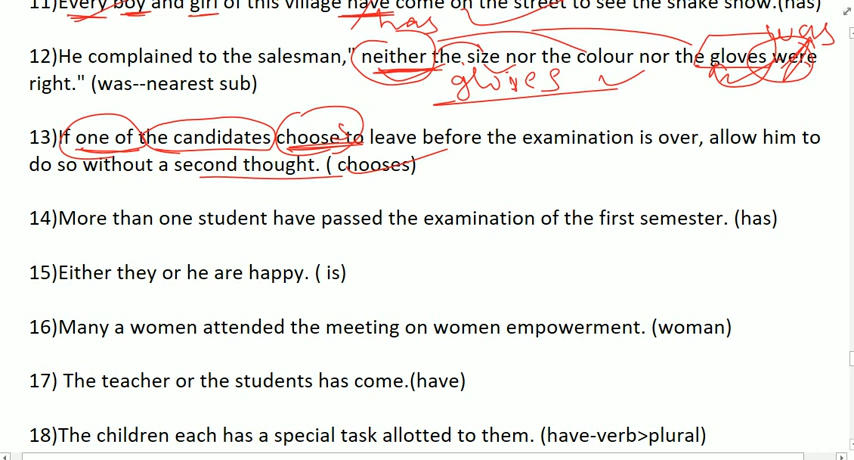 11)Every boy and girl of this village have come on the street to see the snake show.(has)
has
was
12)He complained to the salesman," neither the size nor the colour nor the gloves were
gloves
right." (was--nearest sub)
13)If one of the candidates choose to leave before the examination is over, allow him to
s
do so without a second thought. ( chooses)
14)More than one student have passed the examination of the first semester. (has)
15)Either they or he are happy. ( is)
16)Many a women attended the meeting on women empowerment. (woman)
17) The teacher or the students has come.(have)
18)The children each has a special task allotted to them. (have-verb>plural)